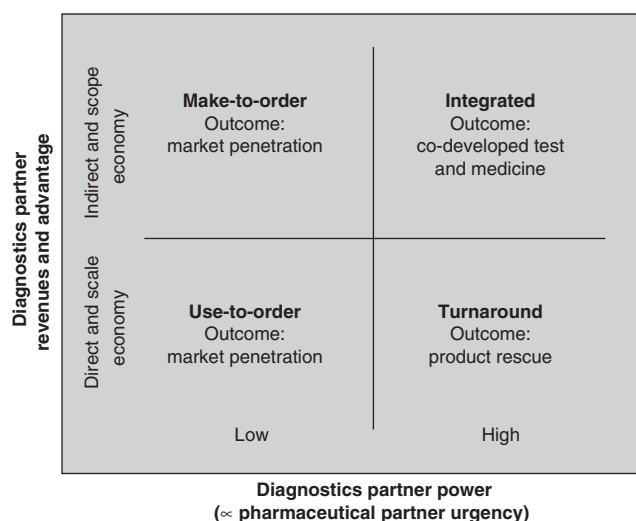 Diagnostics partner
revenues and advantage
Indirect and scope
economy
Direct and scale
economy
Make-to-order
Outcome:
market penetration
Integrated
Outcome:
co-developed test
and medicine
Use-to-order
Outcome:
market penetration
Turnaround
Outcome:
product rescue
Low
High
Diagnostics partner power
(∝ pharmaceutical partner urgency)